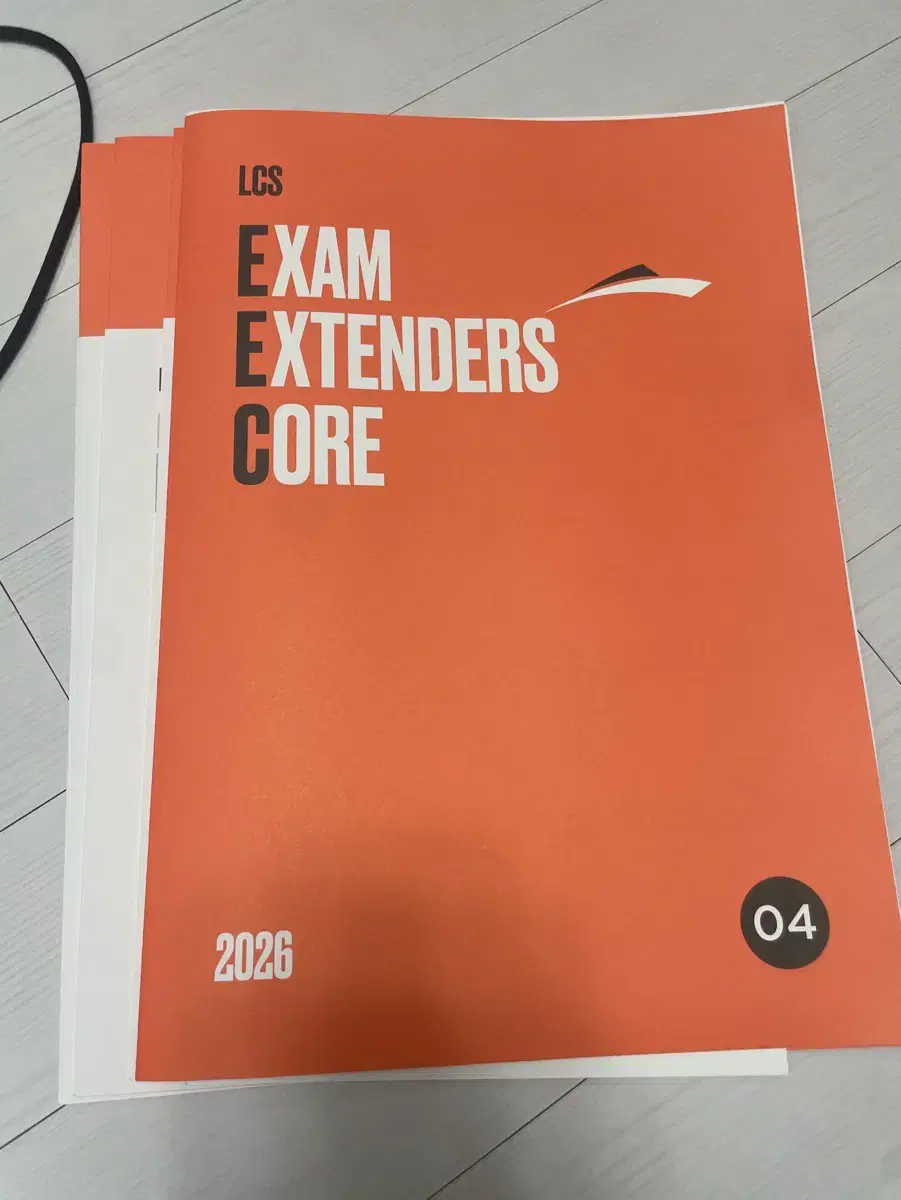 LCS
EXAM
EXTENDERS
CORE
2026
04